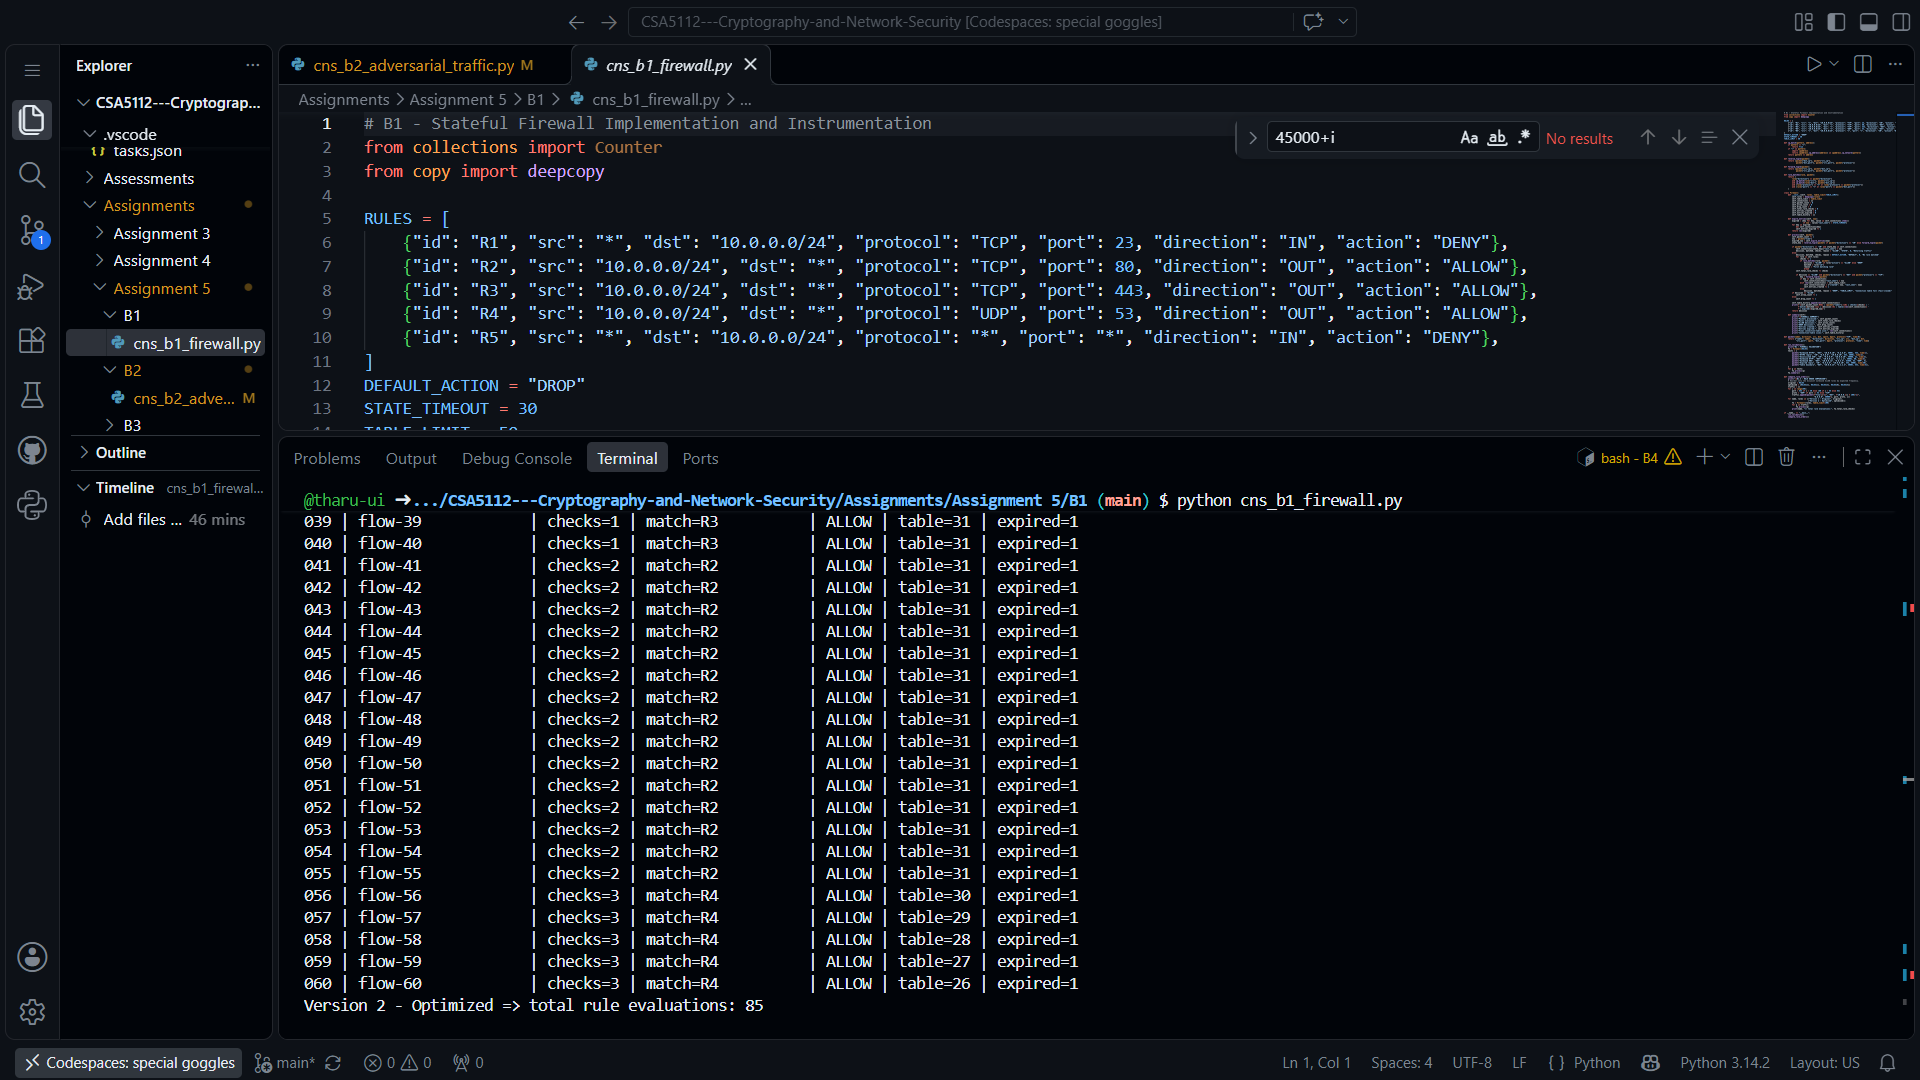 CSA5112---Cryptography-and-Network-Security [Codespaces: special goggles]
Explorer
CSA5112---Cryptograp...
.vscode
tasks.json
Assessments
Assignments
Assignment 3
Assignment 4
Assignment 5
B1
cns_b1_firewall.py
B2
cns_b2_adve... M
B3
Outline
Timeline cns_b1_firewal...
Add files ... 46 mins
1
cns_b2_adversarial_traffic.py M
cns_b1_firewall.py
Assignments > Assignment 5 > B1 > cns_b1_firewall.py > ...
45000+i Aa ab .* No results
1 # B1 - Stateful Firewall Implementation and Instrumentation
2 from collections import Counter
3 from copy import deepcopy
4
5 RULES = [
6 {"id": "R1", "src": "*", "dst": "10.0.0.0/24", "protocol": "TCP", "port": 23, "direction": "IN", "action": "DENY"},
7 {"id": "R2", "src": "10.0.0.0/24", "dst": "*", "protocol": "TCP", "port": 80, "direction": "OUT", "action": "ALLOW"},
8 {"id": "R3", "src": "10.0.0.0/24", "dst": "*", "protocol": "TCP", "port": 443, "direction": "OUT", "action": "ALLOW"},
9 {"id": "R4", "src": "10.0.0.0/24", "dst": "*", "protocol": "UDP", "port": 53, "direction": "OUT", "action": "ALLOW"},
10 {"id": "R5", "src": "*", "dst": "10.0.0.0/24", "protocol": "*", "port": "*", "direction": "IN", "action": "DENY"},
11 ]
12 DEFAULT_ACTION = "DROP"
13 STATE_TIMEOUT = 30
Problems Output Debug Console Terminal Ports
bash - B4
@tharu-ui ➜.../CSA5112---Cryptography-and-Network-Security/Assignments/Assignment 5/B1 (main) $ python cns_b1_firewall.py
039 | flow-39 | checks=1 | match=R3 | ALLOW | table=31 | expired=1
040 | flow-40 | checks=1 | match=R3 | ALLOW | table=31 | expired=1
041 | flow-41 | checks=2 | match=R2 | ALLOW | table=31 | expired=1
042 | flow-42 | checks=2 | match=R2 | ALLOW | table=31 | expired=1
043 | flow-43 | checks=2 | match=R2 | ALLOW | table=31 | expired=1
044 | flow-44 | checks=2 | match=R2 | ALLOW | table=31 | expired=1
045 | flow-45 | checks=2 | match=R2 | ALLOW | table=31 | expired=1
046 | flow-46 | checks=2 | match=R2 | ALLOW | table=31 | expired=1
047 | flow-47 | checks=2 | match=R2 | ALLOW | table=31 | expired=1
048 | flow-48 | checks=2 | match=R2 | ALLOW | table=31 | expired=1
049 | flow-49 | checks=2 | match=R2 | ALLOW | table=31 | expired=1
050 | flow-50 | checks=2 | match=R2 | ALLOW | table=31 | expired=1
051 | flow-51 | checks=2 | match=R2 | ALLOW | table=31 | expired=1
052 | flow-52 | checks=2 | match=R2 | ALLOW | table=31 | expired=1
053 | flow-53 | checks=2 | match=R2 | ALLOW | table=31 | expired=1
054 | flow-54 | checks=2 | match=R2 | ALLOW | table=31 | expired=1
055 | flow-55 | checks=2 | match=R2 | ALLOW | table=31 | expired=1
056 | flow-56 | checks=3 | match=R4 | ALLOW | table=30 | expired=1
057 | flow-57 | checks=3 | match=R4 | ALLOW | table=29 | expired=1
058 | flow-58 | checks=3 | match=R4 | ALLOW | table=28 | expired=1
059 | flow-59 | checks=3 | match=R4 | ALLOW | table=27 | expired=1
060 | flow-60 | checks=3 | match=R4 | ALLOW | table=26 | expired=1
Version 2 - Optimized => total rule evaluations: 85
Codespaces: special goggles main* 0 0 0 Ln 1, Col 1 Spaces: 4 UTF-8 LF { } Python Python 3.14.2 Layout: US